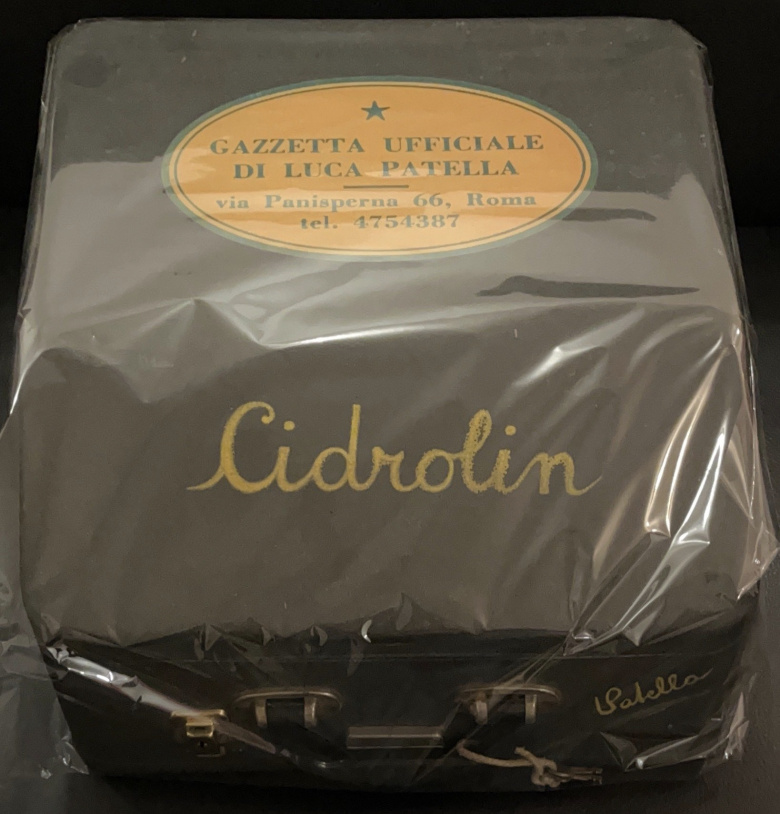 GAZZETTA UFFICIALE
DI LUCA PATELLA
via Panisperna 66, Roma
tel. 4754387
Cidrolin
Patella